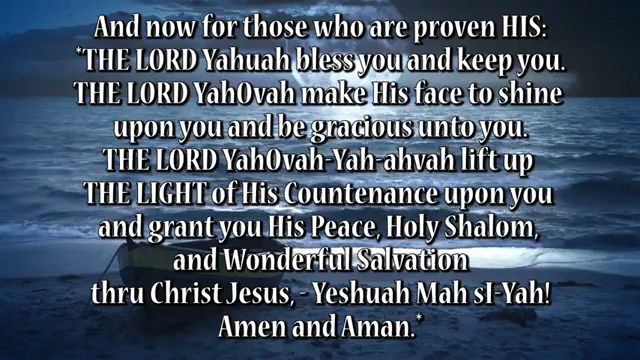 And now for those who are proven HIS:
*THE LORD Yahuah bless you and keep you.
THE LORD YahOvah make His face to shine
upon you and be gracious unto you.
THE LORD YahOvah-Yah-ahvah lift up
THE LIGHT of His Countenance upon you
and grant you His Peace, Holy Shalom,
and Wonderful Salvation
thru Christ Jesus, - Yeshuah Mah sI-Yah!
Amen and Aman.*